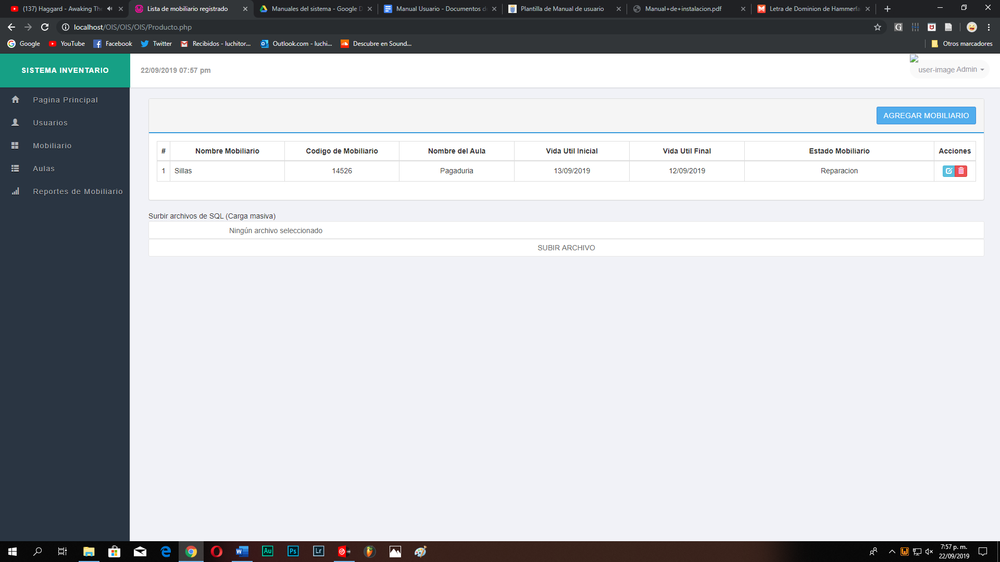 (137) Haggard - Awaking The
Lista de mobiliario registrado
Manuales del sistema - Google D
Manual Usuario - Documentos de
Plantilla de Manual de usuario
Manual+de+instalacion.pdf
Letra de Dominion de Hammerfa
localhost/OIS/OIS/OIS/Producto.php
Google
YouTube
Facebook
Twitter
Recibidos - luchitor...
Outlook.com - luchi...
Descubre en Sound...
Otros marcadores
SISTEMA INVENTARIO
22/09/2019 07:57 pm
user-image Admin
Pagina Principal
Usuarios
Mobiliario
Aulas
Reportes de Mobiliario
AGREGAR MOBILIARIO
# Nombre Mobiliario Codigo de Mobiliario Nombre del Aula Vida Util Inicial Vida Util Final Estado Mobiliario Acciones
1 Sillas 14526 Pagaduria 13/09/2019 12/09/2019 Reparacion
Surbir archivos de SQL (Carga masiva)
Ningún archivo seleccionado
SUBIR ARCHIVO
Au
Ps
Lr
7:57 p. m.
22/09/2019